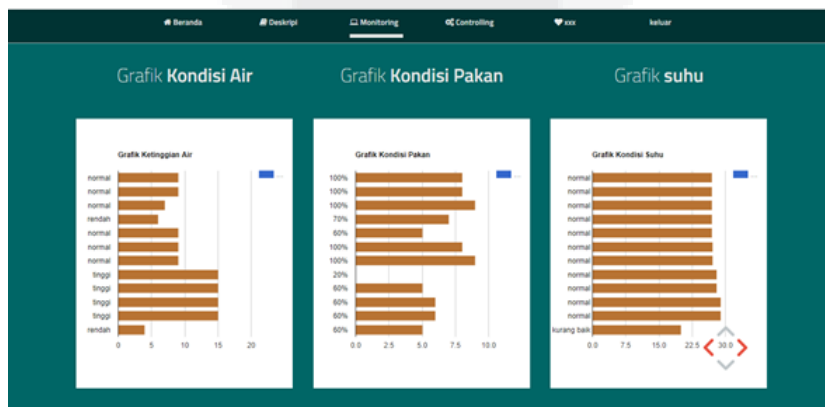 Beranda
Deskripi
Monitoring
Controlling
xxx
keluar
Grafik Kondisi Air
Grafik Kondisi Pakan
Grafik suhu
Grafik Ketinggian Air
...
normal
normal
normal
rendah
normal
normal
normal
tinggi
tinggi
tinggi
tinggi
rendah
0 5 10 15 20
Grafik Kondisi Pakan
...
100%
100%
100%
70%
60%
100%
100%
20%
60%
60%
60%
60%
0.0 2.5 5.0 7.5 10.0
Grafik Kondisi Suhu
...
normal
normal
normal
normal
normal
normal
normal
normal
normal
normal
normal
kurang baik
0.0 7.5 15.0 22.5 30.0